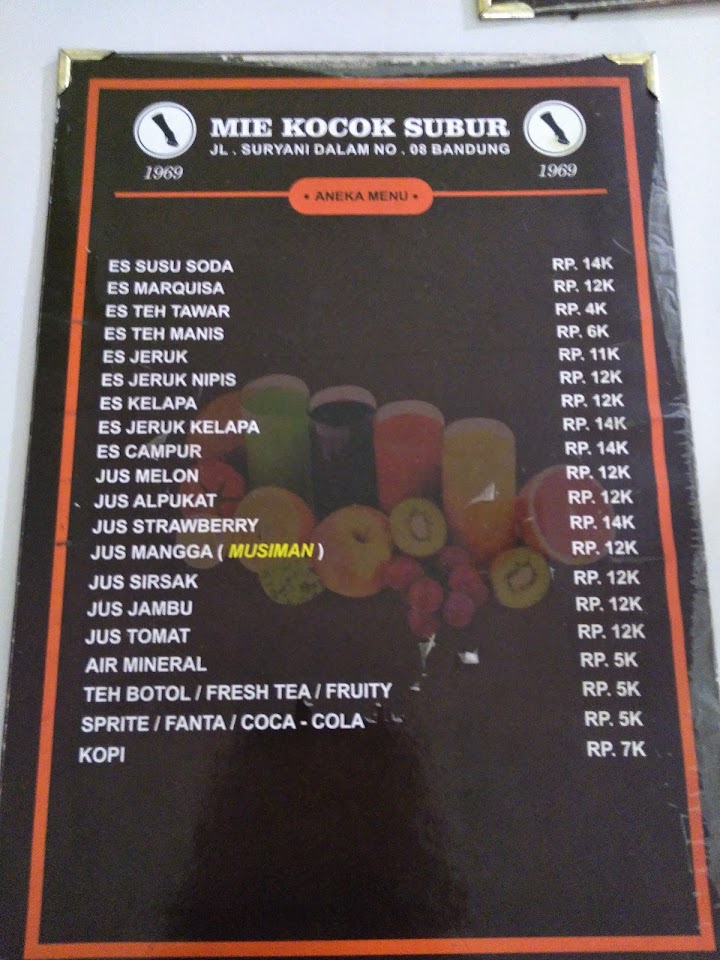 MIE KOCOK SUBUR
JL . SURYANI DALAM NO . 08 BANDUNG
1969
1969
• ANEKA MENU •
ES SUSU SODA RP. 14K
ES MARQUISA RP. 12K
ES TEH TAWAR RP. 4K
ES TEH MANIS RP. 6K
ES JERUK RP. 11K
ES JERUK NIPIS RP. 12K
ES KELAPA RP. 12K
ES JERUK KELAPA RP. 14K
ES CAMPUR RP. 14K
JUS MELON RP. 12K
JUS ALPUKAT RP. 12K
JUS STRAWBERRY RP. 14K
JUS MANGGA ( MUSIMAN ) RP. 12K
JUS SIRSAK RP. 12K
JUS JAMBU RP. 12K
JUS TOMAT RP. 12K
AIR MINERAL RP. 5K
TEH BOTOL / FRESH TEA / FRUITY RP. 5K
SPRITE / FANTA / COCA - COLA RP. 5K
KOPI RP. 7K